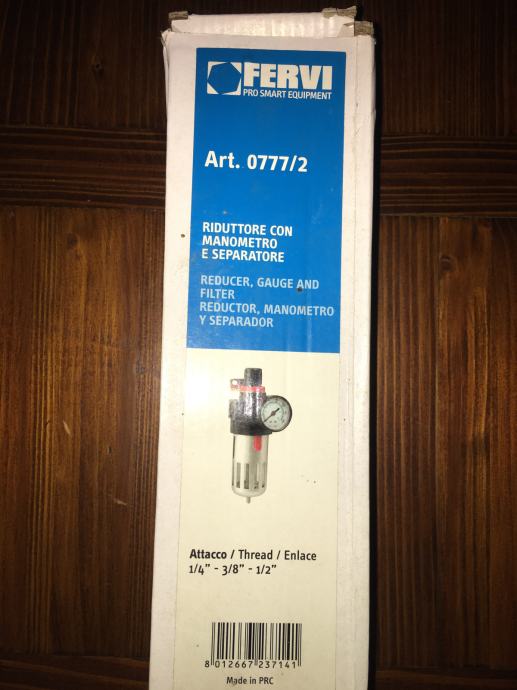 FERVI
PRO SMART EQUIPMENT
Art. 0777/2
RIDUTTORE CON
MANOMETRO
E SEPARATORE
REDUCER, GAUGE AND
FILTER
REDUCTOR, MANOMETRO
Y SEPARADOR
Attacco / Thread / Enlace
1/4" - 3/8" - 1/2"
8 012667 237141
Made in PRC